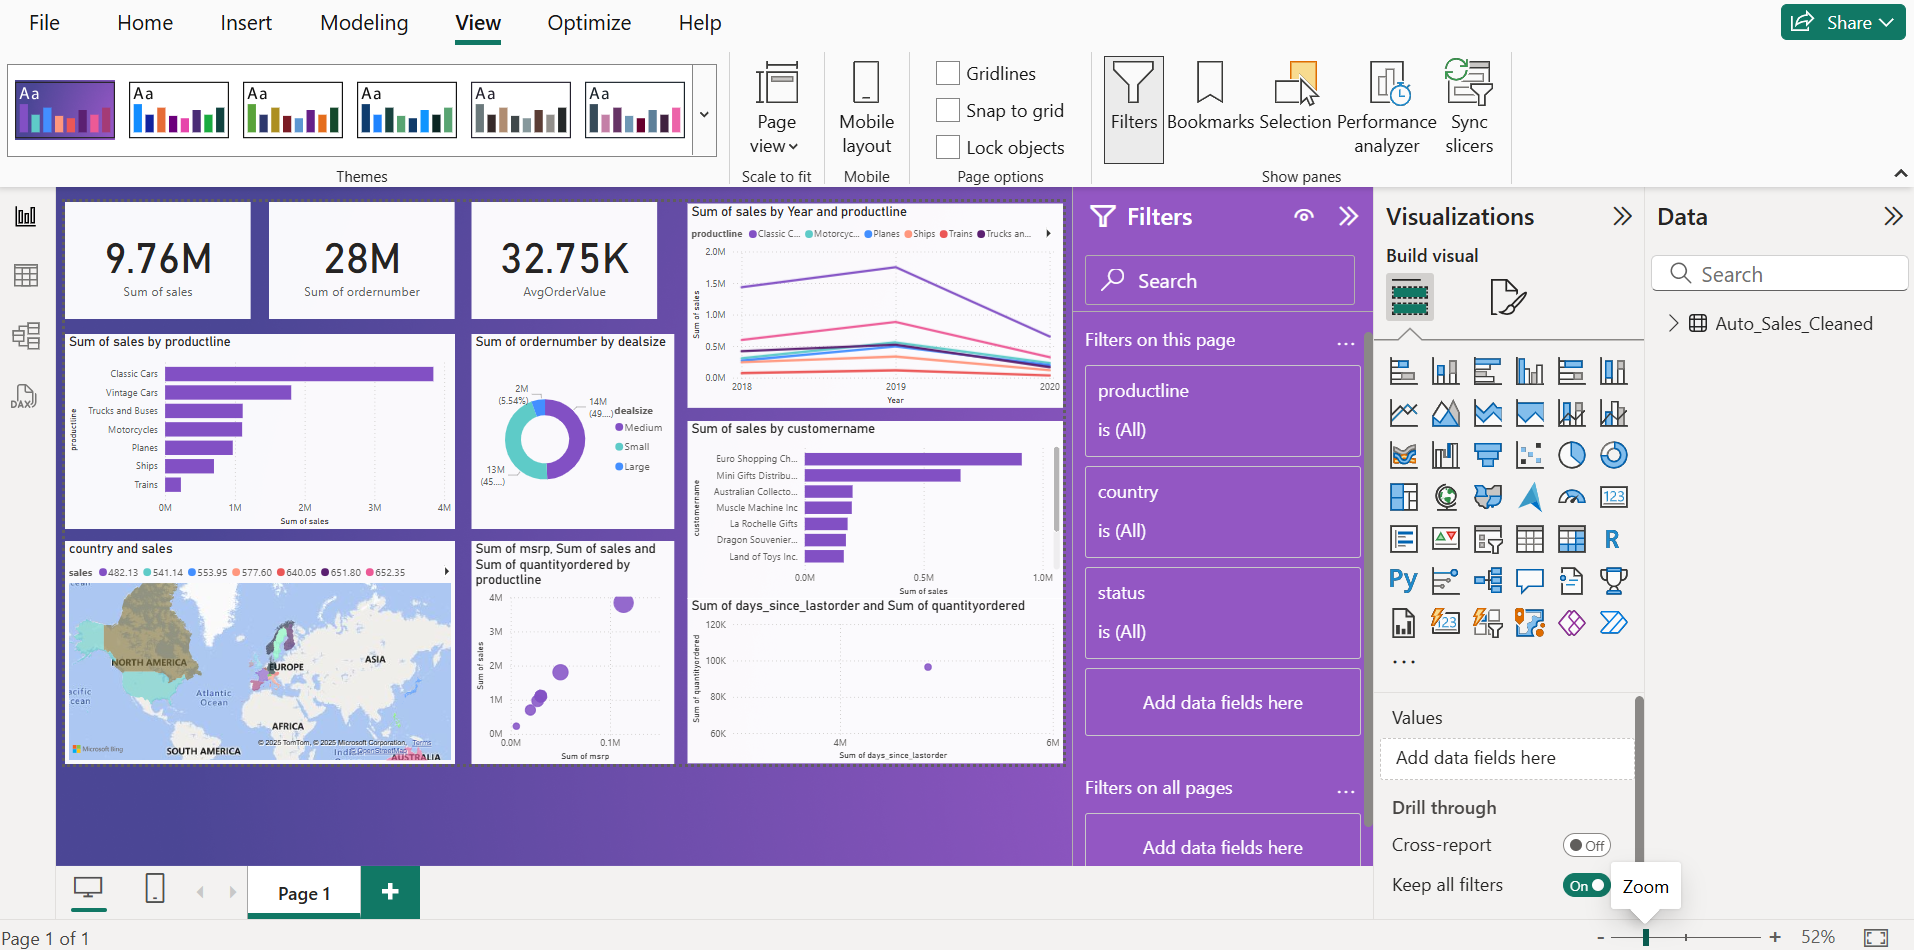 File Home Insert Modeling View Optimize Help Share
Aa Aa Aa Aa Aa Aa
Page view
Mobile layout
Gridlines
Snap to grid
Lock objects
Filters
Bookmarks
Selection
Performance analyzer
Sync slicers
Themes Scale to fit Mobile Page options Show panes
9.76M
Sum of sales
28M
Sum of ordernumber
32.75K
AvgOrderValue
Sum of sales by Year and productline
productline Classic C... Motorcyc... Planes Ships Trains Trucks an...
Sum of sales
2.0M
1.5M
1.0M
0.5M
0.0M
2018 2019 2020
Year
Sum of sales by productline
productline
Classic Cars
Vintage Cars
Trucks and Buses
Motorcycles
Planes
Ships
Trains
0M 1M 2M 3M 4M
Sum of sales
Sum of ordernumber by dealsize
2M
(5.54%)
14M
(49....)
13M
(45....)
dealsize
Medium
Small
Large
Sum of sales by customername
customername
Euro Shopping Ch...
Mini Gifts Distribu...
Australian Collecto...
Muscle Machine Inc
La Rochelle Gifts
Dragon Souvenier...
Land of Toys Inc.
0.0M 0.5M 1.0M
Sum of sales
country and sales
sales 482.13 541.14 553.95 577.60 640.05 651.80 652.35
NORTH AMERICA
EUROPE
ASIA
Atlantic
Ocean
AFRICA
SOUTH AMERICA
AUSTRALIA
Microsoft Bing
© 2025 TomTom, © 2025 Microsoft Corporation, Terms
© OpenStreetMap
Sum of msrp, Sum of sales and
Sum of quantityordered by
productline
Sum of sales
4M
3M
2M
1M
0M
0.0M 0.1M
Sum of msrp
Sum of days_since_lastorder and Sum of quantityordered
Sum of quantityordered
120K
100K
80K
60K
4M 6M
Sum of days_since_lastorder
Filters
Search
Filters on this page ...
productline
is (All)
country
is (All)
status
is (All)
Add data fields here
Filters on all pages ...
Add data fields here
Visualizations
Build visual
123
R
Py
123
...
Values
Add data fields here
Drill through
Cross-report Off
Keep all filters On
Zoom
Data
Search
Auto_Sales_Cleaned
DAX
Page 1 +
Page 1 of 1
- + 52%